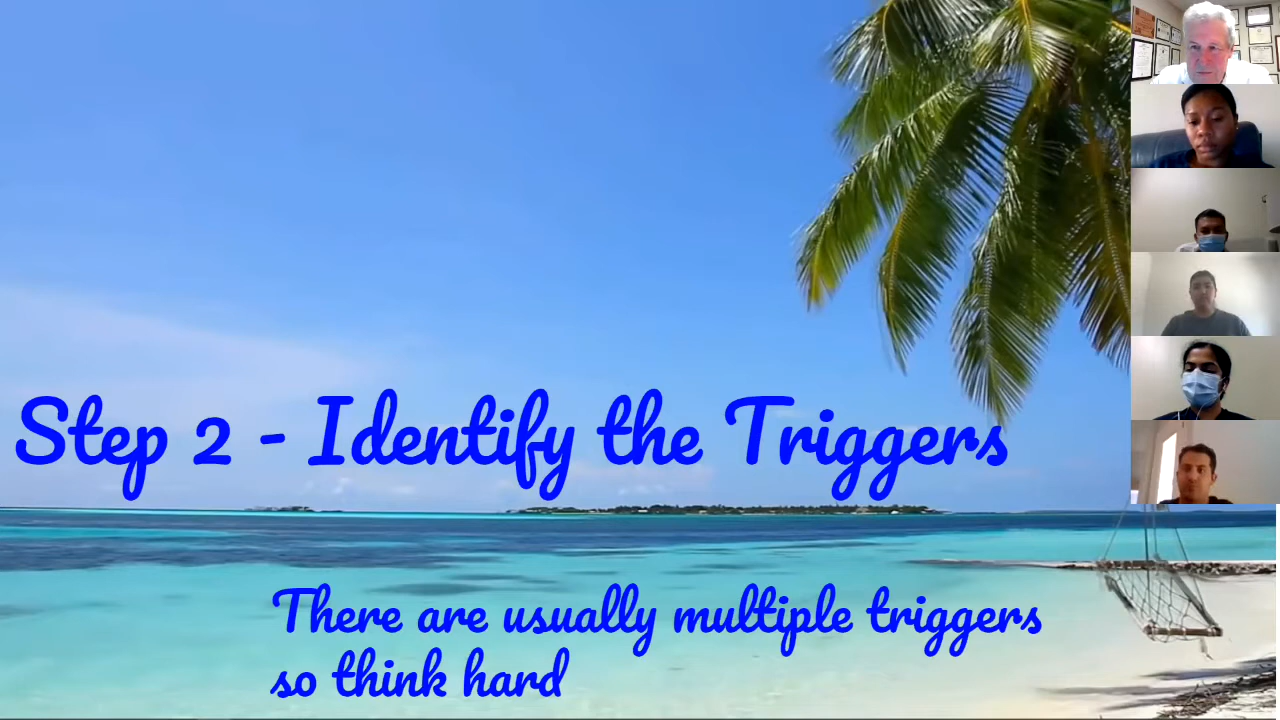 Step 2 - Identify the Triggers
There are usually multiple triggers
so think hard